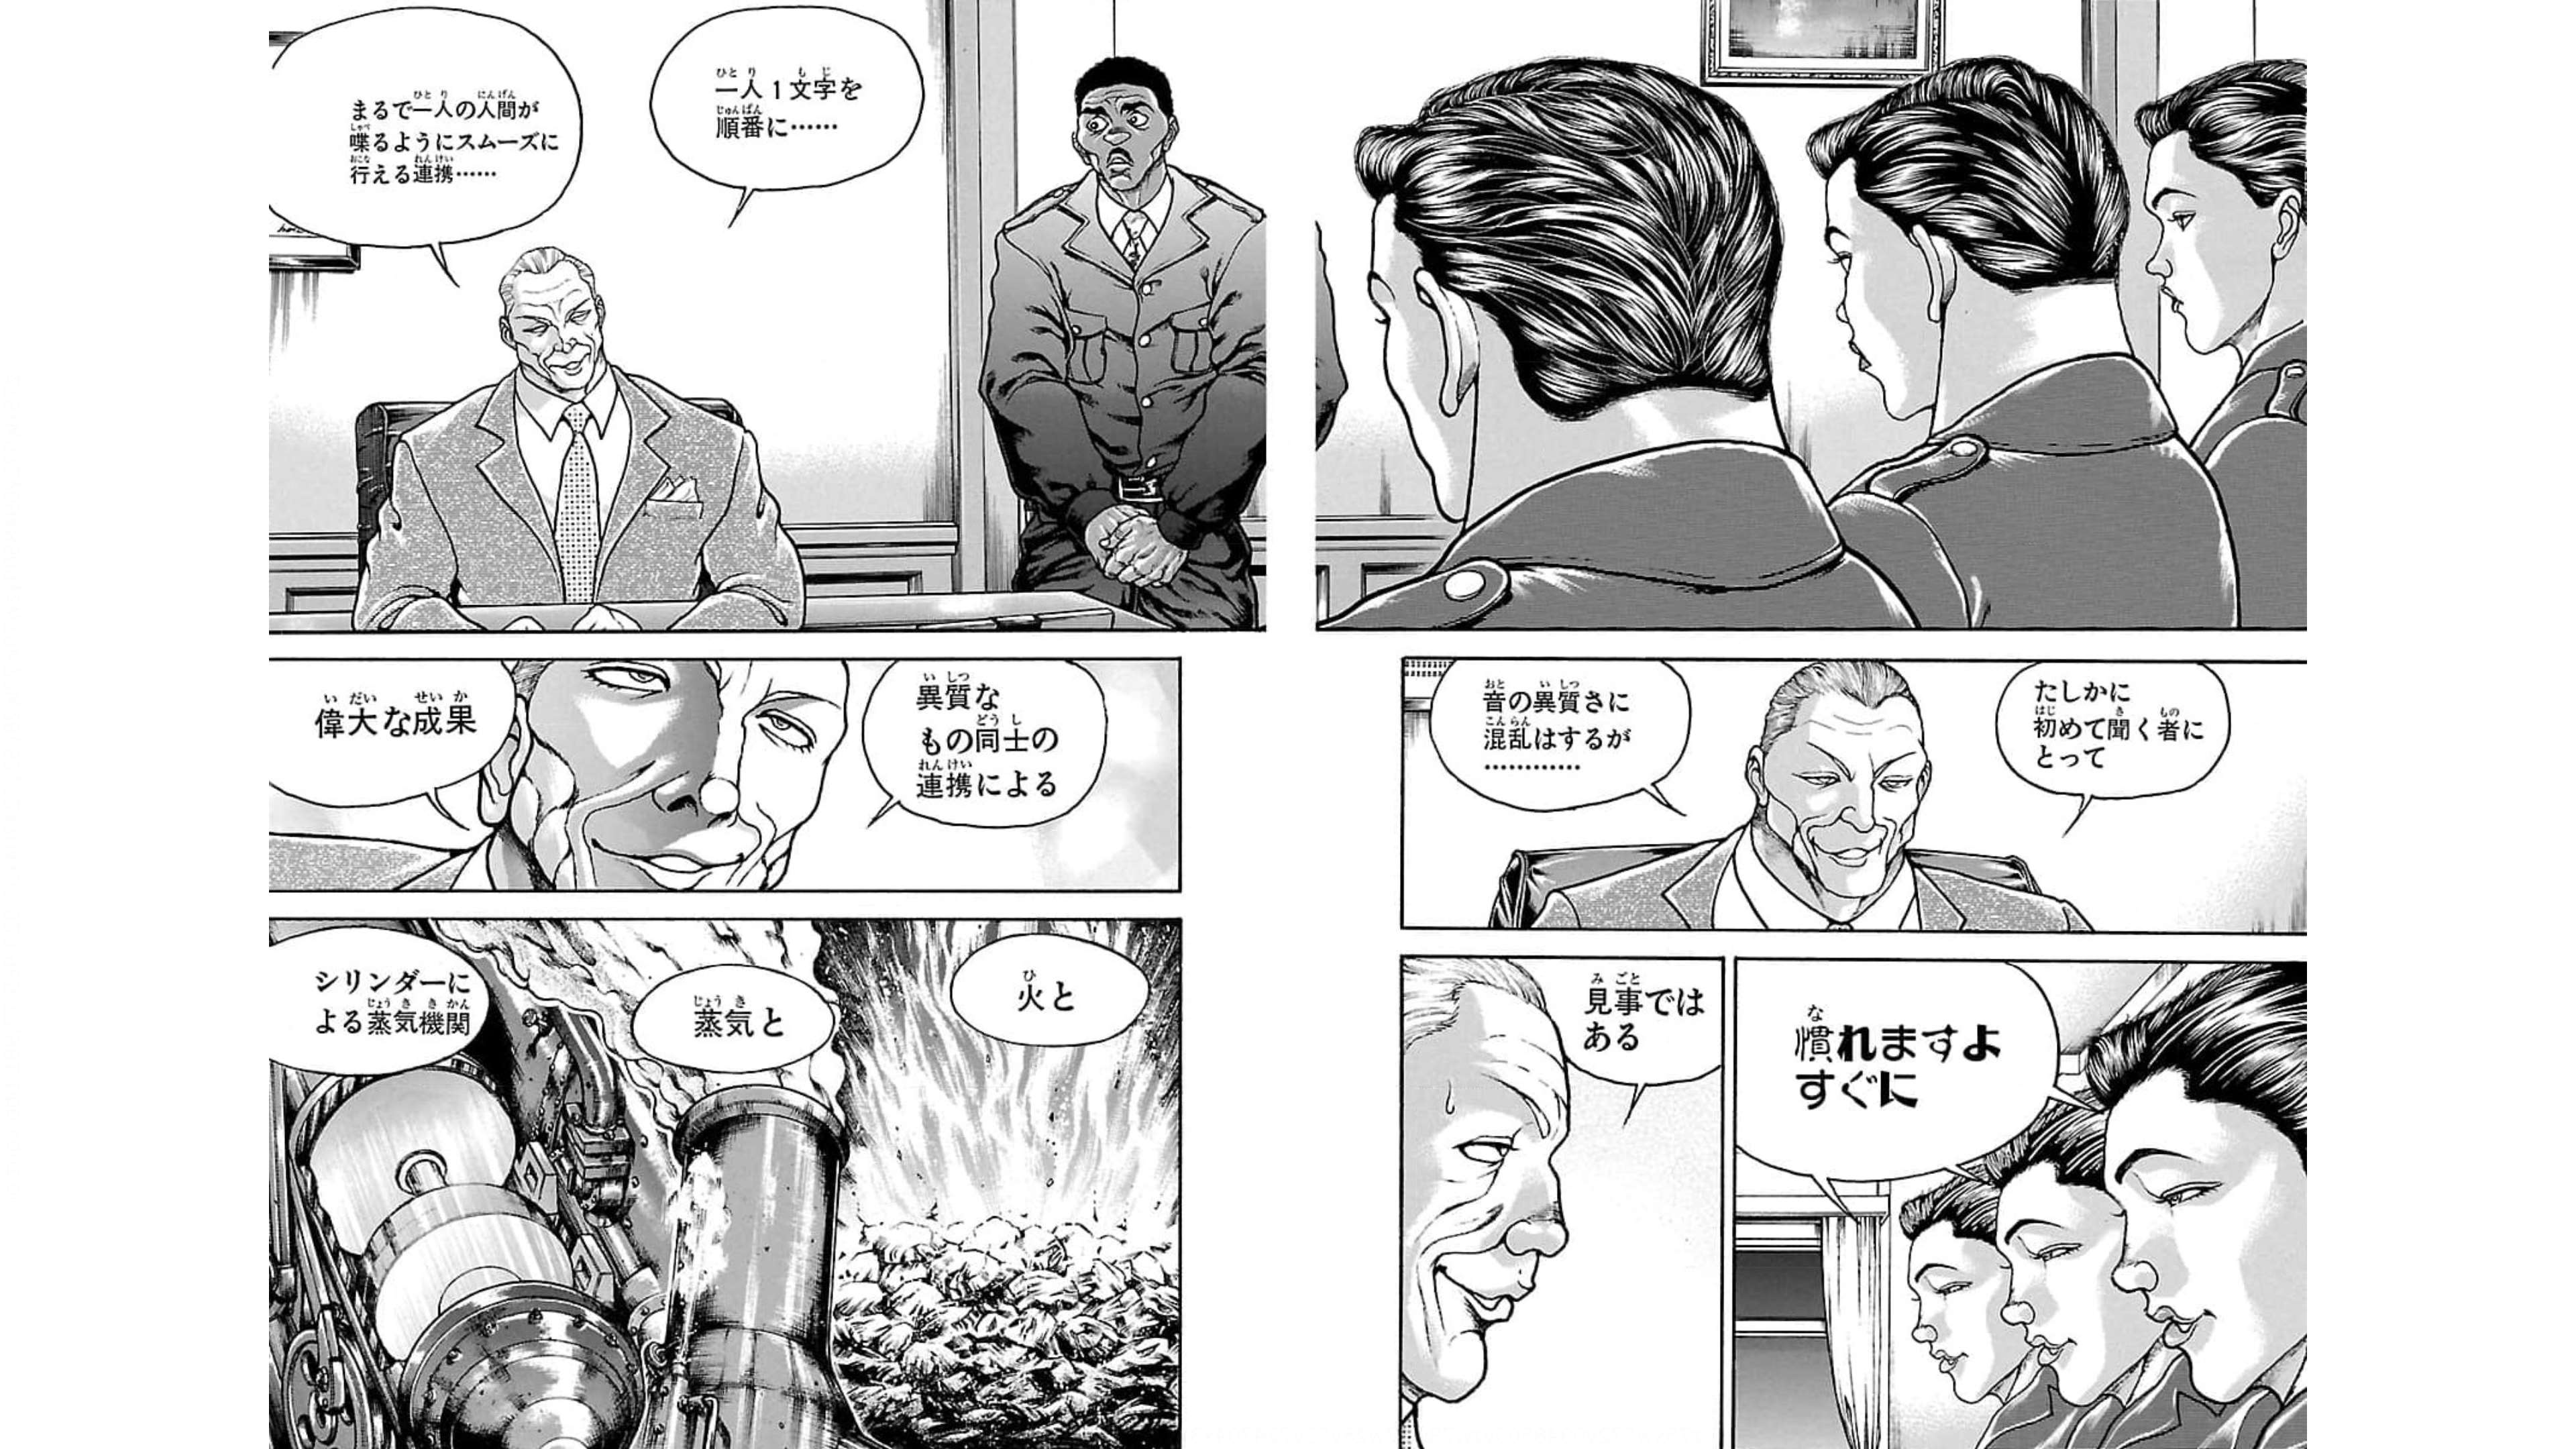 一人1文字を
順番に……
まるで一人の人間が
喋るようにスムーズに
行える連携……
たしかに
初めて聞く者に
とって
音の異質さに
混乱はするが
…………
慣れますよ
すぐに
見事では
ある
異質な
もの同士の
連携による
偉大な成果
火と
蒸気と
シリンダーに
よる蒸気機関